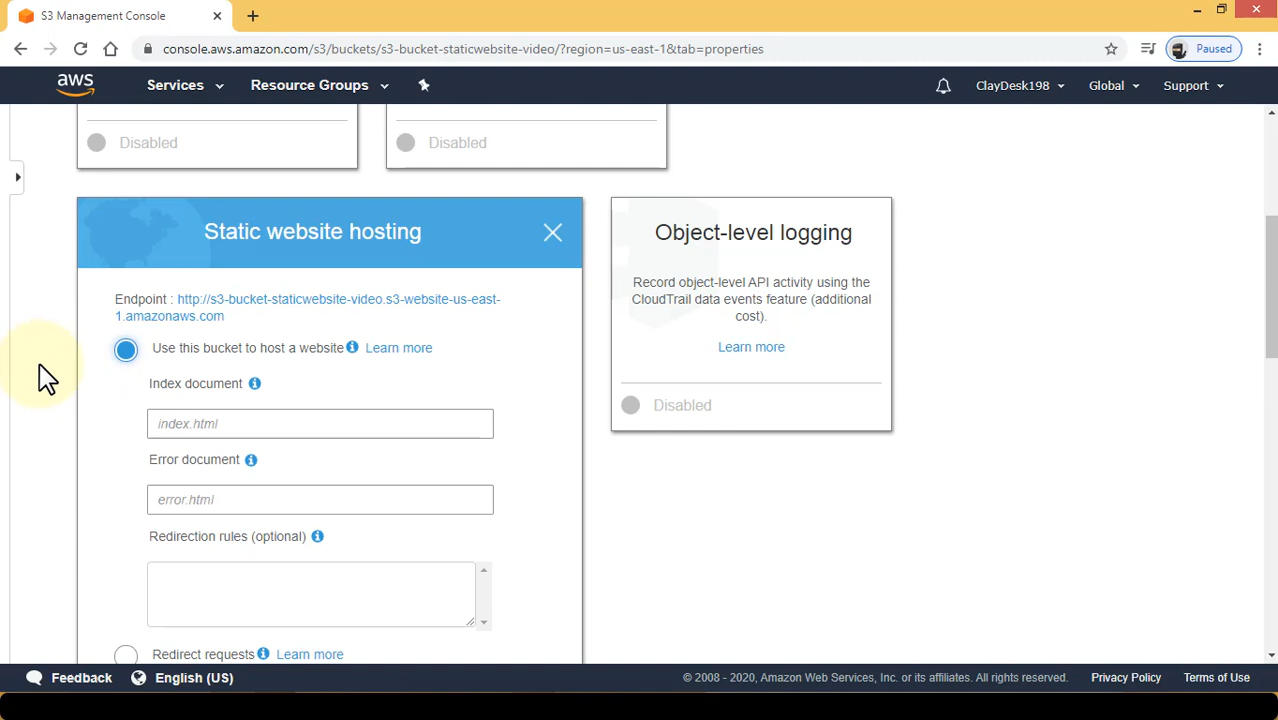 S3 Management Console
console.aws.amazon.com/s3/buckets/s3-bucket-staticwebsite-video/?region=us-east-1&tab=properties
Paused
aws
Services
Resource Groups
ClayDesk198
Global
Support
Disabled
Disabled
Static website hosting
Endpoint : http://s3-bucket-staticwebsite-video.s3-website-us-east-
1.amazonaws.com
Use this bucket to host a website Learn more
Index document
index.html
Error document
error.html
Redirection rules (optional)
Redirect requests Learn more
Object-level logging
Record object-level API activity using the
CloudTrail data events feature (additional
cost).
Learn more
Disabled
Feedback
English (US)
© 2008 - 2020, Amazon Web Services, Inc. or its affiliates. All rights reserved.
Privacy Policy
Terms of Use